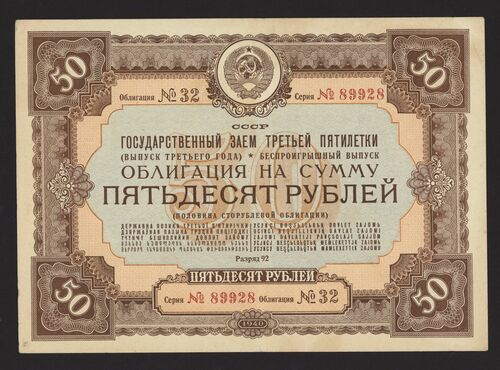 50 50
Облигация № 32 Серия № 89928
СССР
ГОСУДАРСТВЕННЫЙ ЗАЕМ ТРЕТЬЕЙ ПЯТИЛЕТКИ
(ВЫПУСК ТРЕТЬЕГО ГОДА) ★ БЕСПРОИГРЫШНЫЙ ВЫПУСК
ОБЛИГАЦИЯ НА СУММУ
ПЯТЬДЕСЯТ РУБЛЕЙ
(ПОЛОВИНА СТОРУБЛЕВОЙ ОБЛИГАЦИИ)
Разряд 92
ПЯТЬДЕСЯТ РУБЛЕЙ
Серия № 89928 Облигация № 32
50 50
1940